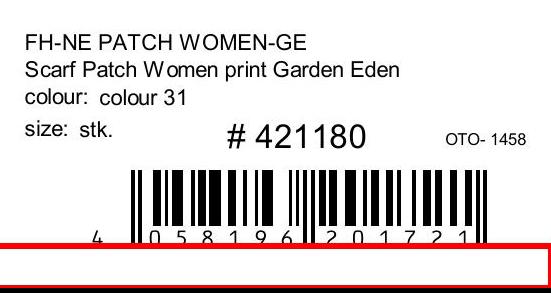 FH-NE PATCH WOMEN-GE
Scarf Patch Women print Garden Eden
colour: colour 31
size: stk.
# 421180
OTO- 1458
4 058196 201721